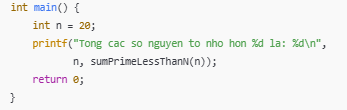 int main() {
    int n = 20;
    printf("Tong cac so nguyen to nho hon %d la: %d\n",
           n, sumPrimeLessThanN(n));
    return 0;
}